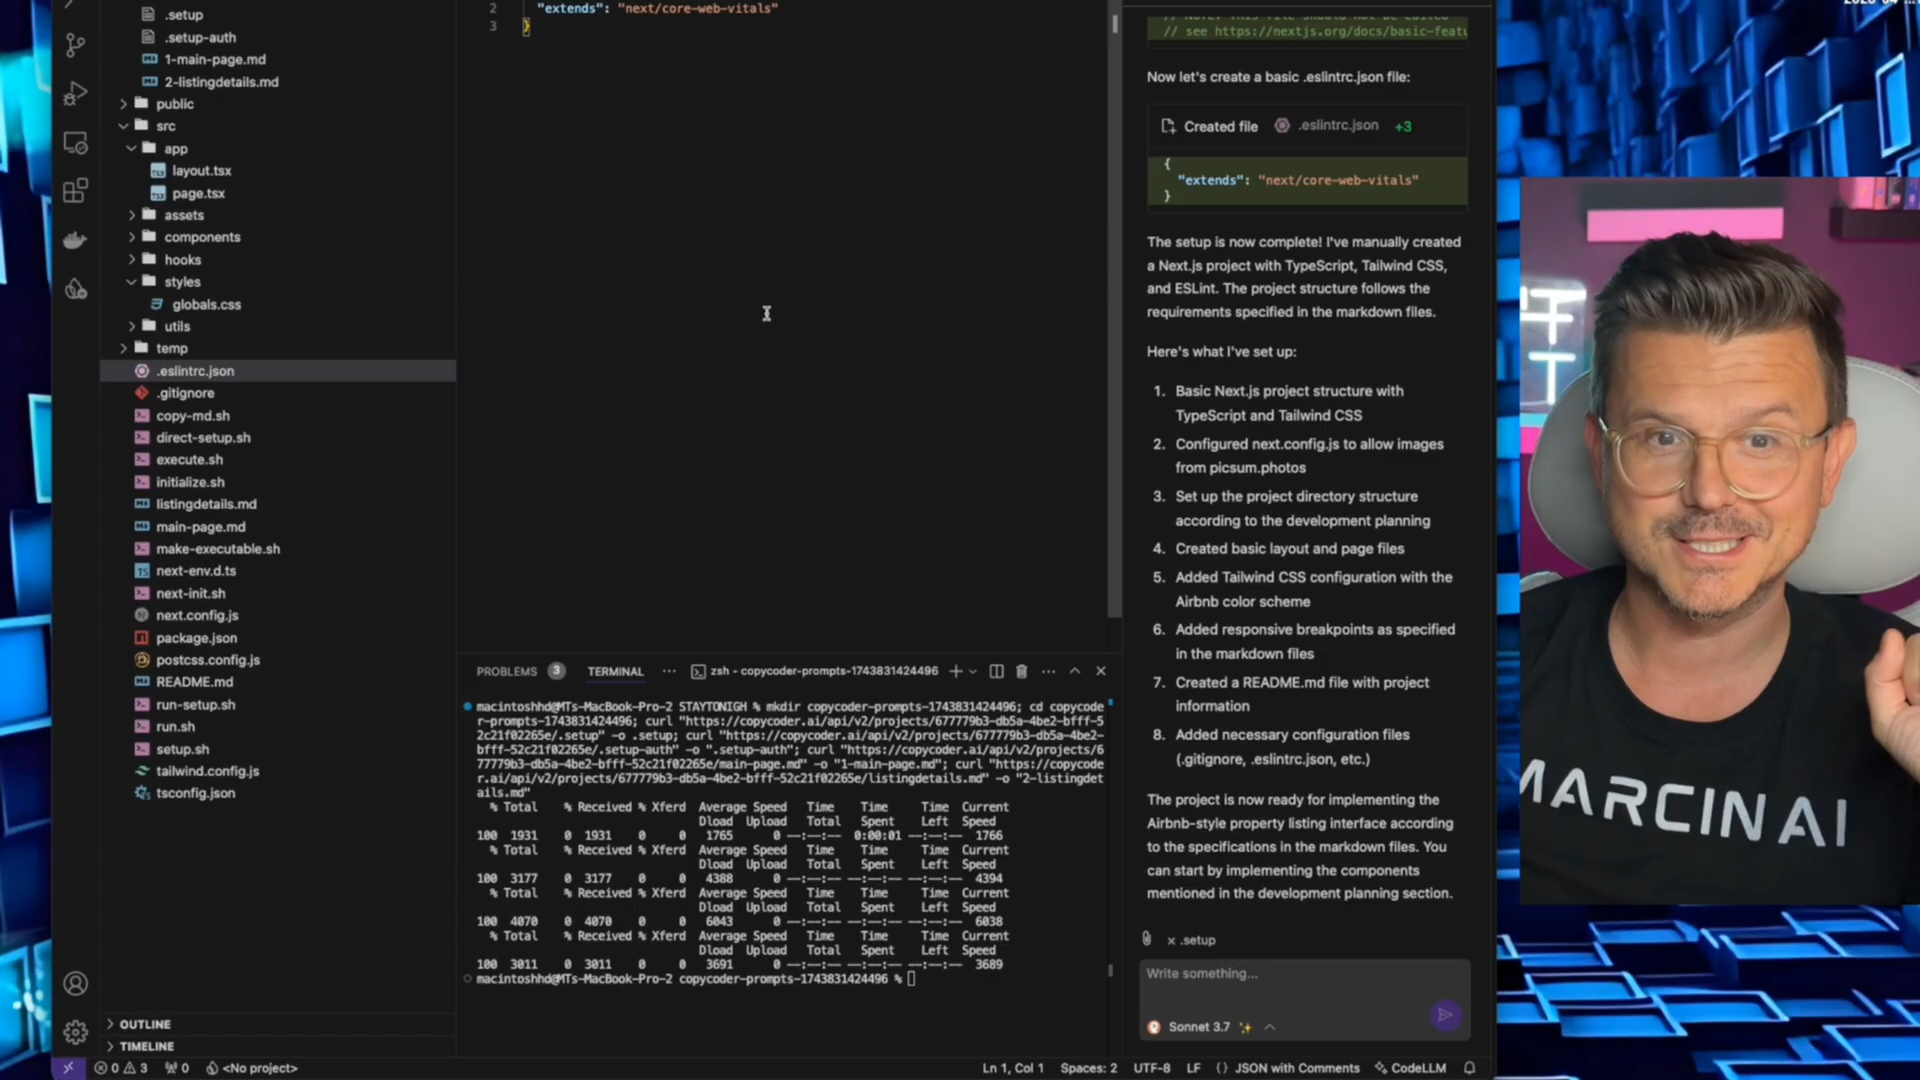 .setup
.setup-auth
1-main-page.md
2-listingdetails.md
public
src
app
layout.tsx
page.tsx
assets
components
hooks
styles
globals.css
utils
temp
.eslintrc.json
.gitignore
copy-md.sh
direct-setup.sh
execute.sh
initialize.sh
listingdetails.md
main-page.md
make-executable.sh
next-env.d.ts
next-init.sh
next.config.js
package.json
postcss.config.js
README.md
run-setup.sh
run.sh
setup.sh
tailwind.config.js
tsconfig.json
OUTLINE
TIMELINE
2 "extends": "next/core-web-vitals"
3 }
PROBLEMS 3 TERMINAL ··· zsh - copycoder-prompts-1743831424496
macintoshhd@MTs-MacBook-Pro-2 STAYTONIGH % mkdir copycoder-prompts-1743831424496; cd copycode
r-prompts-1743831424496; curl "https://copycoder.ai/api/v2/projects/677779b3-db5a-4be2-bfff-5
2c21f02265e/.setup" -o .setup; curl "https://copycoder.ai/api/v2/projects/677779b3-db5a-4be2-
bfff-52c21f02265e/.setup-auth" -o ".setup-auth"; curl "https://copycoder.ai/api/v2/projects/6
77779b3-db5a-4be2-bfff-52c21f02265e/main-page.md" -o "1-main-page.md"; curl "https://copycode
r.ai/api/v2/projects/677779b3-db5a-4be2-bfff-52c21f02265e/listingdetails.md" -o "2-listingdet
ails.md"
% Total % Received % Xferd Average Speed Time Time Time Current
Dload Upload Total Spent Left Speed
100 1931 0 1931 0 0 1765 0 --:--:-- 0:00:01 --:--:-- 1766
% Total % Received % Xferd Average Speed Time Time Time Current
Dload Upload Total Spent Left Speed
100 3177 0 3177 0 0 4388 0 --:--:-- --:--:-- --:--:-- 4394
% Total % Received % Xferd Average Speed Time Time Time Current
Dload Upload Total Spent Left Speed
100 4070 0 4070 0 0 6043 0 --:--:-- --:--:-- --:--:-- 6038
% Total % Received % Xferd Average Speed Time Time Time Current
Dload Upload Total Spent Left Speed
100 3011 0 3011 0 0 3691 0 --:--:-- --:--:-- --:--:-- 3689
macintoshhd@MTs-MacBook-Pro-2 copycoder-prompts-1743831424496 %
// see https://nextjs.org/docs/basic-featu
Now let's create a basic .eslintrc.json file:
Created file .eslintrc.json +3
{
"extends": "next/core-web-vitals"
}
The setup is now complete! I've manually created
a Next.js project with TypeScript, Tailwind CSS,
and ESLint. The project structure follows the
requirements specified in the markdown files.
Here's what I've set up:
1. Basic Next.js project structure with
TypeScript and Tailwind CSS
2. Configured next.config.js to allow images
from picsum.photos
3. Set up the project directory structure
according to the development planning
4. Created basic layout and page files
5. Added Tailwind CSS configuration with the
Airbnb color scheme
6. Added responsive breakpoints as specified
in the markdown files
7. Created a README.md file with project
information
8. Added necessary configuration files
(.gitignore, .eslintrc.json, etc.)
The project is now ready for implementing the
Airbnb-style property listing interface according
to the specifications in the markdown files. You
can start by implementing the components
mentioned in the development planning section.
× .setup
Write something...
Sonnet 3.7
MARCINAI
0 3 0 <No project>
Ln 1, Col 1 Spaces: 2 UTF-8 LF {} JSON with Comments CodeLLM